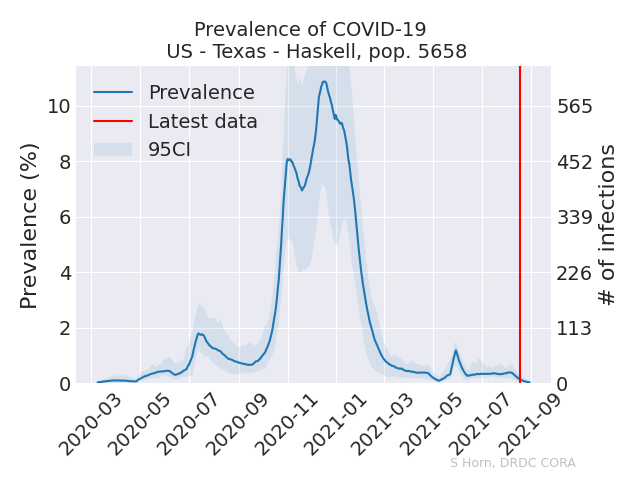 Prevalence of COVID-19
US - Texas - Haskell, pop. 5658
Prevalence
Latest data
95CI
Prevalence (%)
10
8
6
4
2
0
565
452
339
226
113
0
# of infections
2020-03
2020-05
2020-07
2020-09
2020-11
2021-01
2021-03
2021-05
2021-07
2021-09
S Horn, DRDC CORA